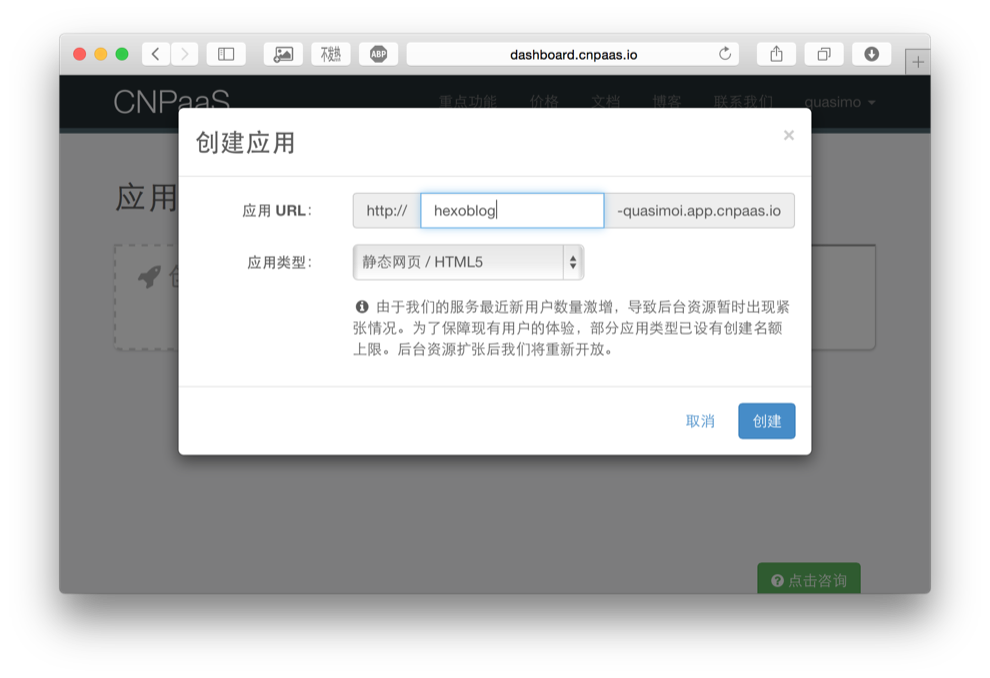 不发热
ABP
dashboard.cnpaas.io
CNPaaS
重点功能 价格 文档 博客 联系我们 quasimo
创建应用 ×
应用
应用 URL： http:// hexoblog -quasimoi.app.cnpaas.io
应用类型： 静态网页 / HTML5
由于我们的服务最近新用户数量激增，导致后台资源暂时出现紧
张情况。为了保障现有用户的体验，部分应用类型已设有创建名额
上限。后台资源扩张后我们将重新开放。
取消 创建
点击咨询